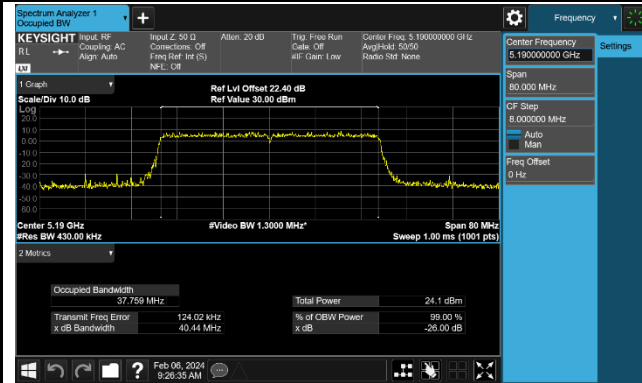 Spectrum Analyzer 1
Occupied BW
+
Frequency
KEYSIGHT Input: RF Input Z: 50 Ω Atten: 20 dB Trig: Free Run Center Freq: 5.190000000 GHz
RL Coupling: AC Corrections: Off Gate: Off Avg|Hold: 50/50
Align: Auto Freq Ref: Int (S) #IF Gain: Low Radio Std: None
NFE: Off
LXI
Center Frequency
5.190000000 GHz
Settings
Span
80.000 MHz
CF Step
8.000000 MHz
Auto
Man
Freq Offset
0 Hz
1 Graph
Ref Lvl Offset 22.40 dB
Scale/Div 10.0 dB Ref Value 30.00 dBm
Log
20.0
10.0
0.00
-10.0
-20.0
-30.0
-40.0
-50.0
-60.0
Center 5.19 GHz #Video BW 1.3000 MHz* Span 80 MHz
#Res BW 430.00 kHz Sweep 1.00 ms (1001 pts)
2 Metrics
Occupied Bandwidth
37.759 MHz
Total Power 24.1 dBm
Transmit Freq Error 124.02 kHz % of OBW Power 99.00 %
x dB Bandwidth 40.44 MHz x dB -26.00 dB
?
Feb 06, 2024
9:26:35 AM